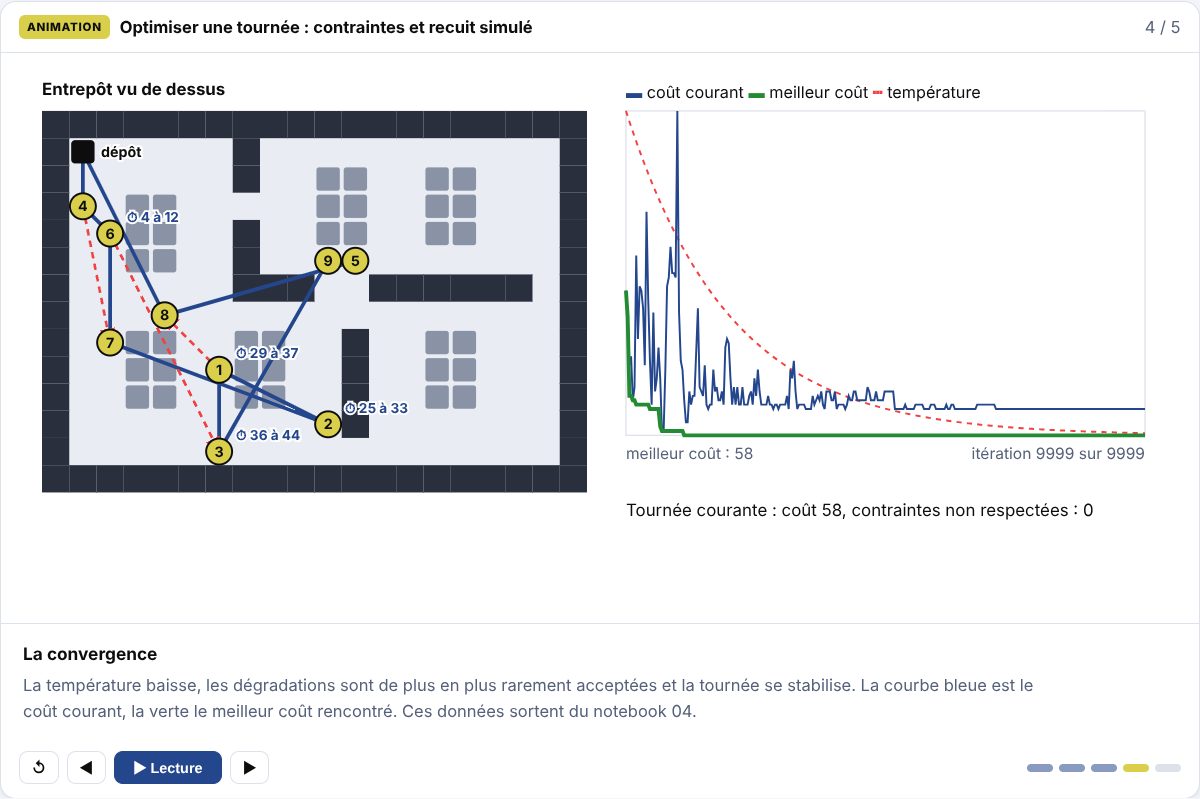 ANIMATION Optimiser une tournée : contraintes et recuit simulé 4 / 5
Entrepôt vu de dessus
coût courant meilleur coût température
dépôt
4
4 à 12
6
9 5
8
7
29 à 37
1
25 à 33
2
36 à 44
3
meilleur coût : 58 itération 9999 sur 9999
Tournée courante : coût 58, contraintes non respectées : 0
La convergence
La température baisse, les dégradations sont de plus en plus rarement acceptées et la tournée se stabilise. La courbe bleue est le
coût courant, la verte le meilleur coût rencontré. Ces données sortent du notebook 04.
Lecture